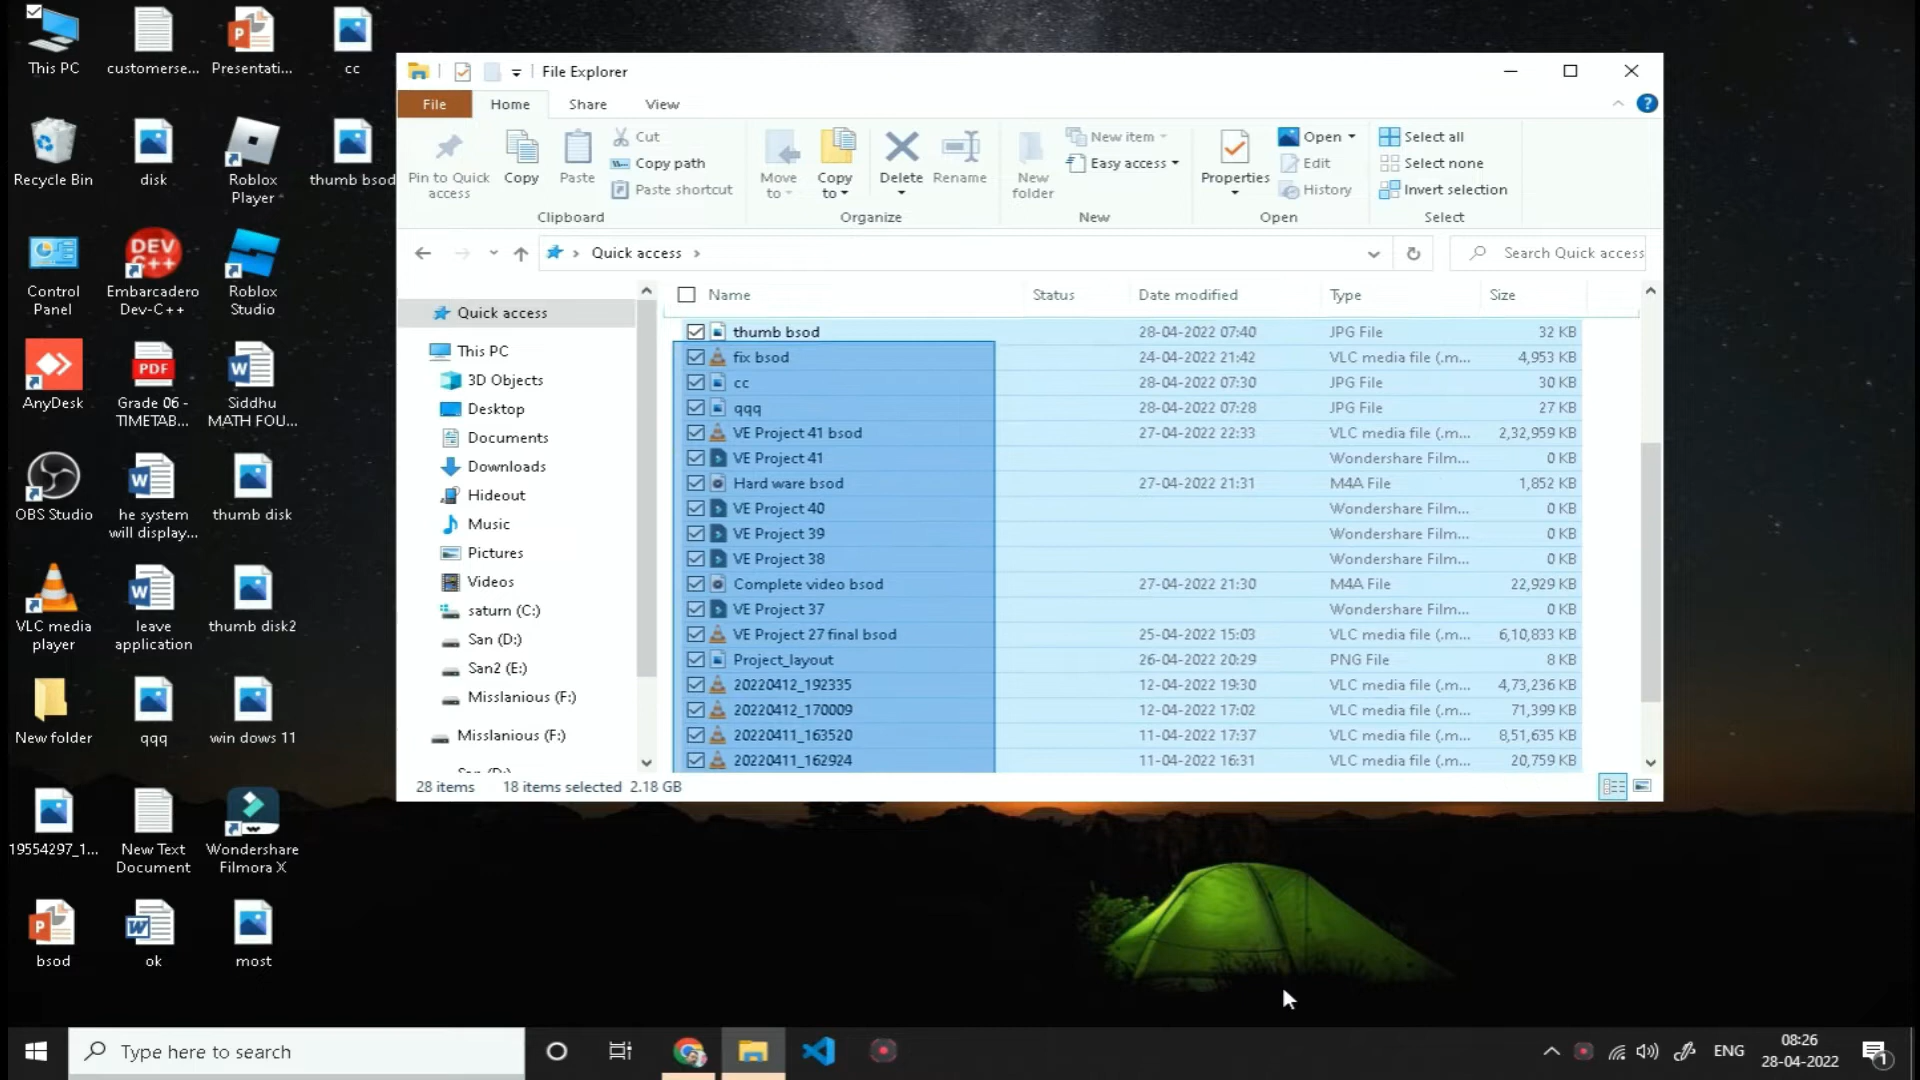 This PC
customerse...
Presentati...
cc
Recycle Bin
disk
Roblox
Player
thumb bsod
Control
Panel
DEV
C++
Embarcadero
Dev-C++
Roblox
Studio
AnyDesk
PDF
Grade 06 -
TIMETAB...
Siddhu
MATH FOU...
OBS Studio
he system
will display...
thumb disk
VLC media
player
leave
application
thumb disk2
New folder
qqq
win dows 11
19554297_1...
New Text
Document
Wondershare
Filmora X
bsod
ok
most
File Explorer
File
Home
Share
View
Pin to Quick
access
Copy
Paste
Cut
Copy path
Paste shortcut
Clipboard
Move
to
Copy
to
Delete
Rename
Organize
New
folder
New item
Easy access
New
Properties
Open
Edit
History
Open
Select all
Select none
Invert selection
Select
Quick access
Search Quick access
Quick access
This PC
3D Objects
Desktop
Documents
Downloads
Hideout
Music
Pictures
Videos
saturn (C:)
San (D:)
San2 (E:)
Misslanious (F:)
Misslanious (F:)
San (D:)
Name Status Date modified Type Size
thumb bsod 28-04-2022 07:40 JPG File 32 KB
fix bsod 24-04-2022 21:42 VLC media file (.m... 4,953 KB
cc 28-04-2022 07:30 JPG File 30 KB
qqq 28-04-2022 07:28 JPG File 27 KB
VE Project 41 bsod 27-04-2022 22:33 VLC media file (.m... 2,32,959 KB
VE Project 41 Wondershare Film... 0 KB
Hard ware bsod 27-04-2022 21:31 M4A File 1,852 KB
VE Project 40 Wondershare Film... 0 KB
VE Project 39 Wondershare Film... 0 KB
VE Project 38 Wondershare Film... 0 KB
Complete video bsod 27-04-2022 21:30 M4A File 22,929 KB
VE Project 37 Wondershare Film... 0 KB
VE Project 27 final bsod 25-04-2022 15:03 VLC media file (.m... 6,10,833 KB
Project_layout 26-04-2022 20:29 PNG File 8 KB
20220412_192335 12-04-2022 19:30 VLC media file (.m... 4,73,236 KB
20220412_170009 12-04-2022 17:02 VLC media file (.m... 71,399 KB
20220411_163520 11-04-2022 17:37 VLC media file (.m... 8,51,635 KB
20220411_162924 11-04-2022 16:31 VLC media file (.m... 20,759 KB
28 items 18 items selected 2.18 GB
Type here to search
ENG
08:26
28-04-2022
1